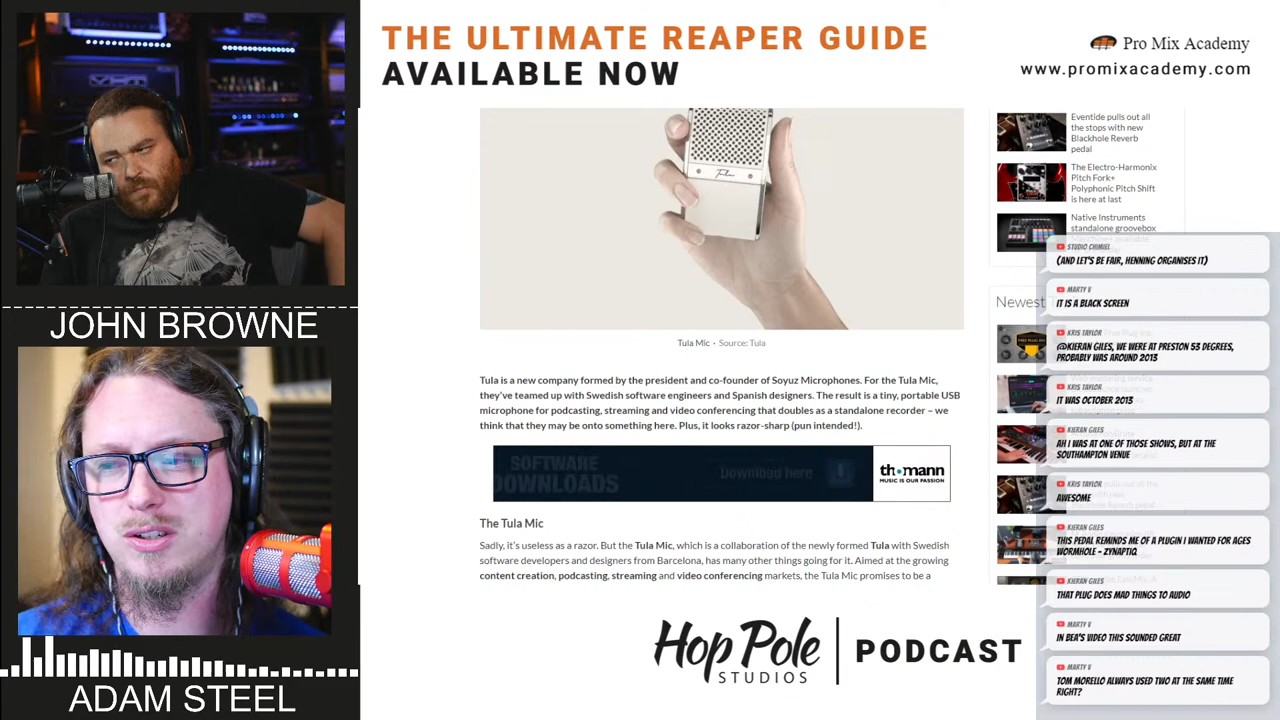 THE ULTIMATE REAPER GUIDE
AVAILABLE NOW
Pro Mix Academy
www.promixacademy.com
Tula
Tula Mic • Source: Tula
Tula is a new company formed by the president and co-founder of Soyuz Microphones. For the Tula Mic,
they've teamed up with Swedish software engineers and Spanish designers. The result is a tiny, portable USB
microphone for podcasting, streaming and video conferencing that doubles as a standalone recorder – we
think that they may be onto something here. Plus, it looks razor-sharp (pun intended!).
SOFTWARE
DOWNLOADS
Download here
th•mann
MUSIC IS OUR PASSION
The Tula Mic
Sadly, it's useless as a razor. But the Tula Mic, which is a collaboration of the newly formed Tula with Swedish
software developers and designers from Barcelona, has many other things going for it. Aimed at the growing
content creation, podcasting, streaming and video conferencing markets, the Tula Mic promises to be a
Eventide pulls out all
the stops with new
Blackhole Reverb
pedal
The Electro-Harmonix
Pitch Fork+
Polyphonic Pitch Shift
is here at last
Native Instruments
standalone groovebox
Newest
STUDIO CHIMIEL
(AND LET'S BE FAIR, HENNING ORGANISES IT)
MARTY V
IT IS A BLACK SCREEN
KRIS TAYLOR
@KIERAN GILES, WE WERE AT PRESTON 53 DEGREES,
PROBABLY WAS AROUND 2013
KRIS TAYLOR
IT WAS OCTOBER 2013
KIERAN GILES
AH I WAS AT ONE OF THOSE SHOWS, BUT AT THE
SOUTHAMPTON VENUE
KRIS TAYLOR
AWESOME
KIERAN GILES
THIS PEDAL REMINDS ME OF A PLUGIN I WANTED FOR AGES
WORMHOLE - ZYNAPTIQ
KIERAN GILES
THAT PLUG DOES MAD THINGS TO AUDIO
MARTY V
IN BEA'S VIDEO THIS SOUNDED GREAT
MARTY V
TOM MORELLO ALWAYS USED TWO AT THE SAME TIME
RIGHT?
JOHN BROWNE
ADAM STEEL
Hop Pole
STUDIOS
PODCAST